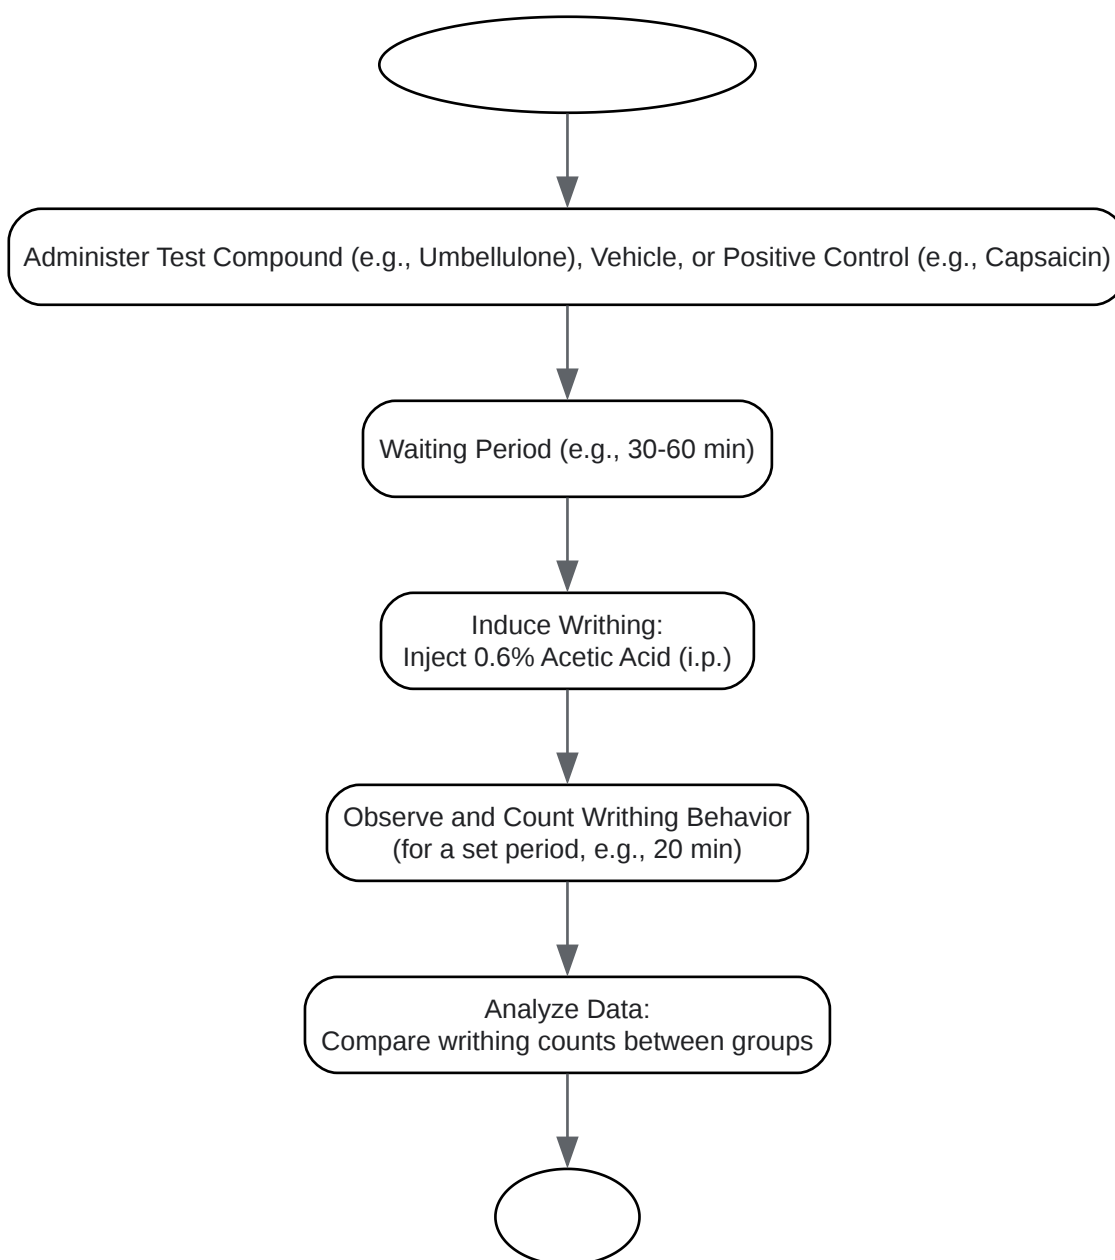 Administer Test Compound (e.g., Umbellulone), Vehicle, or Positive Control (e.g., Capsaicin)
Waiting Period (e.g., 30-60 min)
Induce Writhing:
Inject 0.6% Acetic Acid (i.p.)
Observe and Count Writhing Behavior
(for a set period, e.g., 20 min)
Analyze Data:
Compare writhing counts between groups